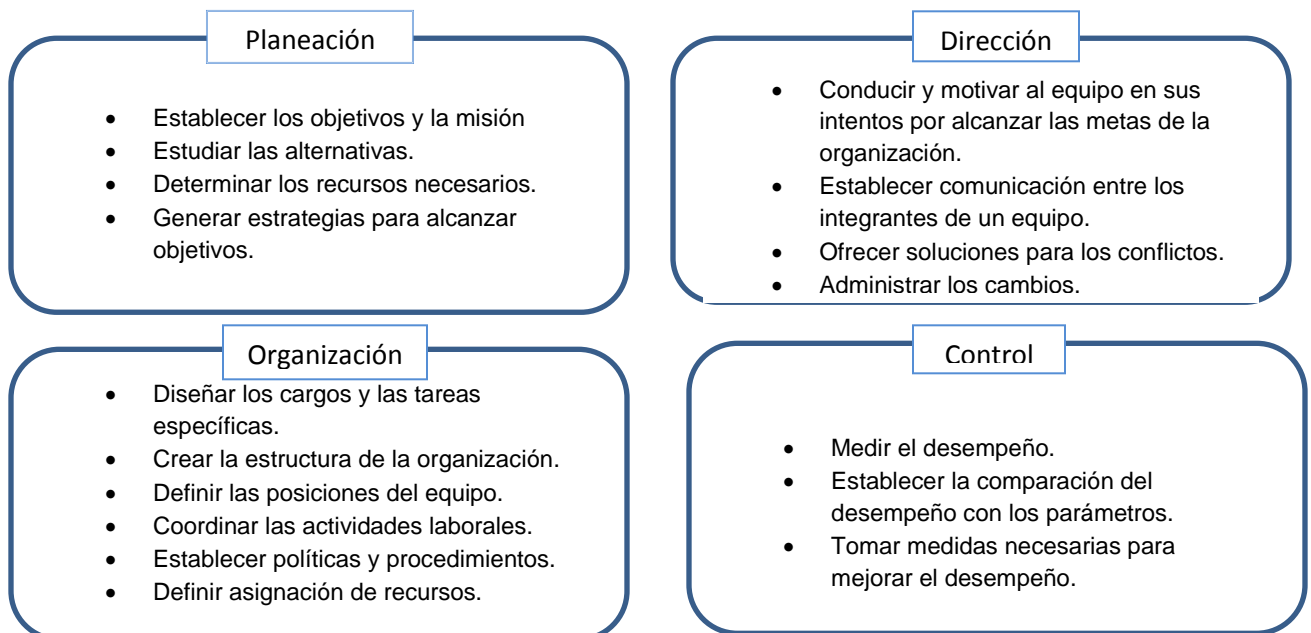 Planeación
• Establecer los objetivos y la misión
• Estudiar las alternativas.
• Determinar los recursos necesarios.
• Generar estrategias para alcanzar
objetivos.
Dirección
• Conducir y motivar al equipo en sus
intentos por alcanzar las metas de la
organización.
• Establecer comunicación entre los
integrantes de un equipo.
• Ofrecer soluciones para los conflictos.
• Administrar los cambios.
Organización
• Diseñar los cargos y las tareas
específicas.
• Crear la estructura de la organización.
• Definir las posiciones del equipo.
• Coordinar las actividades laborales.
• Establecer políticas y procedimientos.
• Definir asignación de recursos.
Control
• Medir el desempeño.
• Establecer la comparación del
desempeño con los parámetros.
• Tomar medidas necesarias para
mejorar el desempeño.